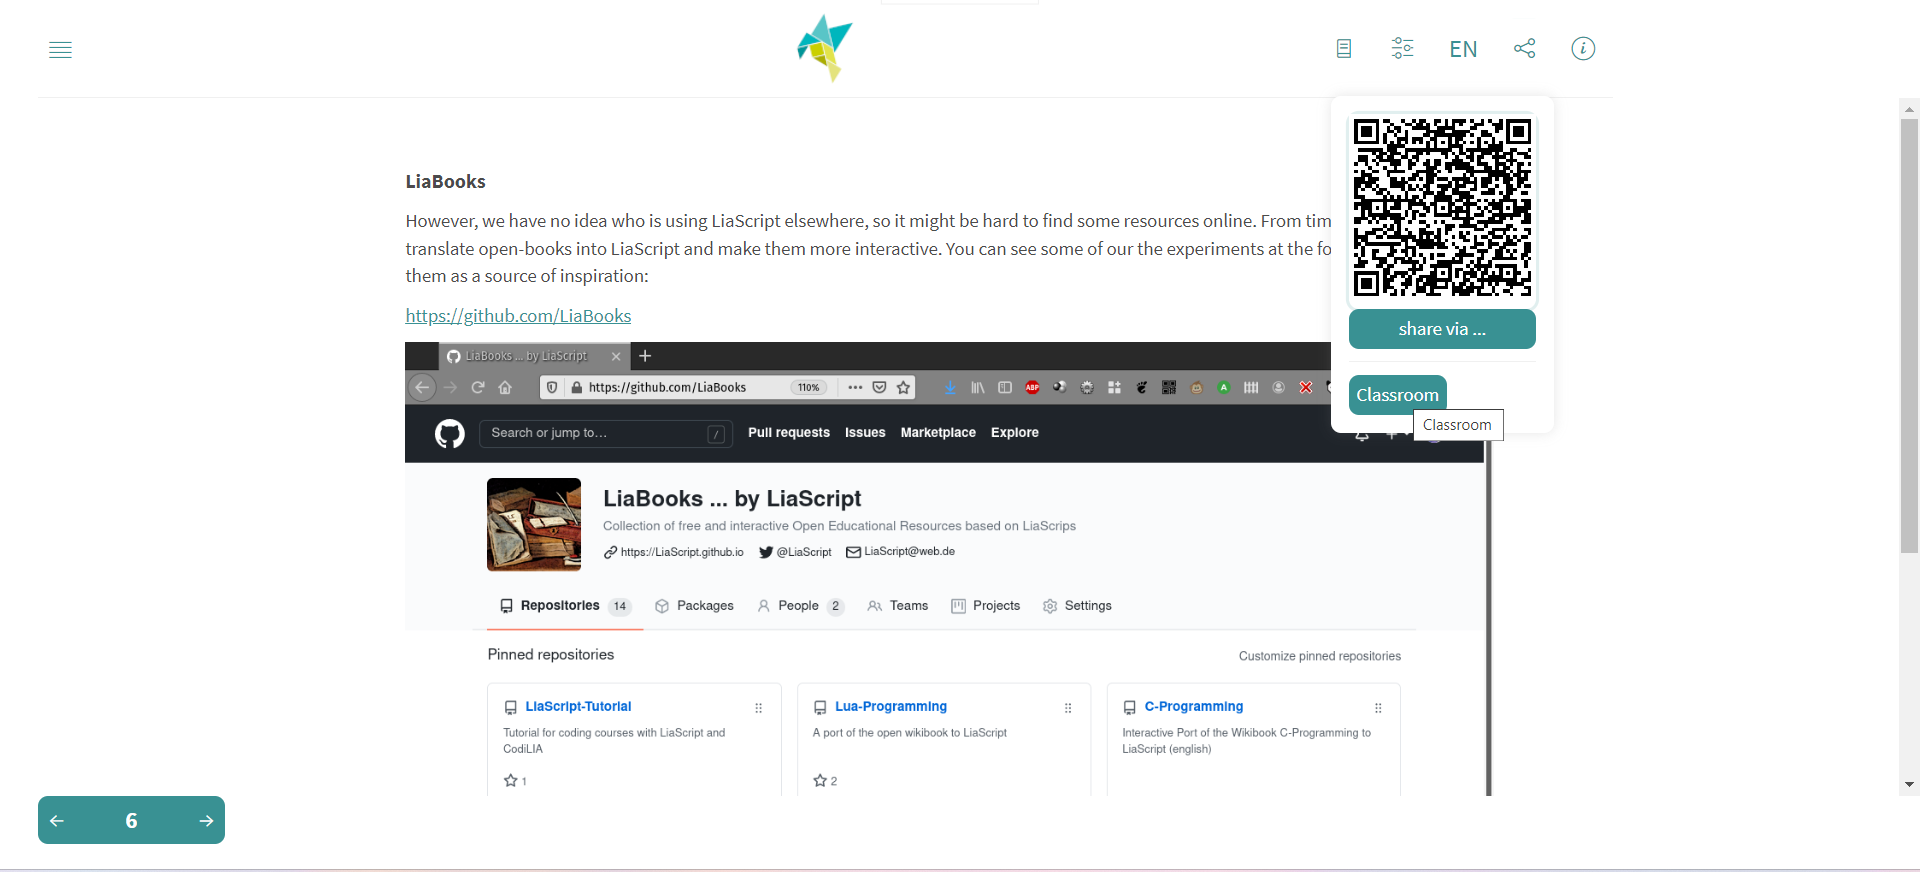 EN
LiaBooks
However, we have no idea who is using LiaScript elsewhere, so it might be hard to find some resources online. From tim
translate open-books into LiaScript and make them more interactive. You can see some of our the experiments at the fo
them as a source of inspiration:
https://github.com/LiaBooks
share via ...
Classroom
Classroom
LiaBooks ... by LiaScript
https://github.com/LiaBooks 110%
ABP
A
Search or jump to… /
Pull requests Issues Marketplace Explore
LiaBooks ... by LiaScript
Collection of free and interactive Open Educational Resources based on LiaScrips
https://LiaScript.github.io @LiaScript LiaScript@web.de
Repositories 14 Packages People 2 Teams Projects Settings
Pinned repositories Customize pinned repositories
LiaScript-Tutorial
Tutorial for coding courses with LiaScript and
CodiLIA
1
Lua-Programming
A port of the open wikibook to LiaScript
2
C-Programming
Interactive Port of the Wikibook C-Programming to
LiaScript (english)
6